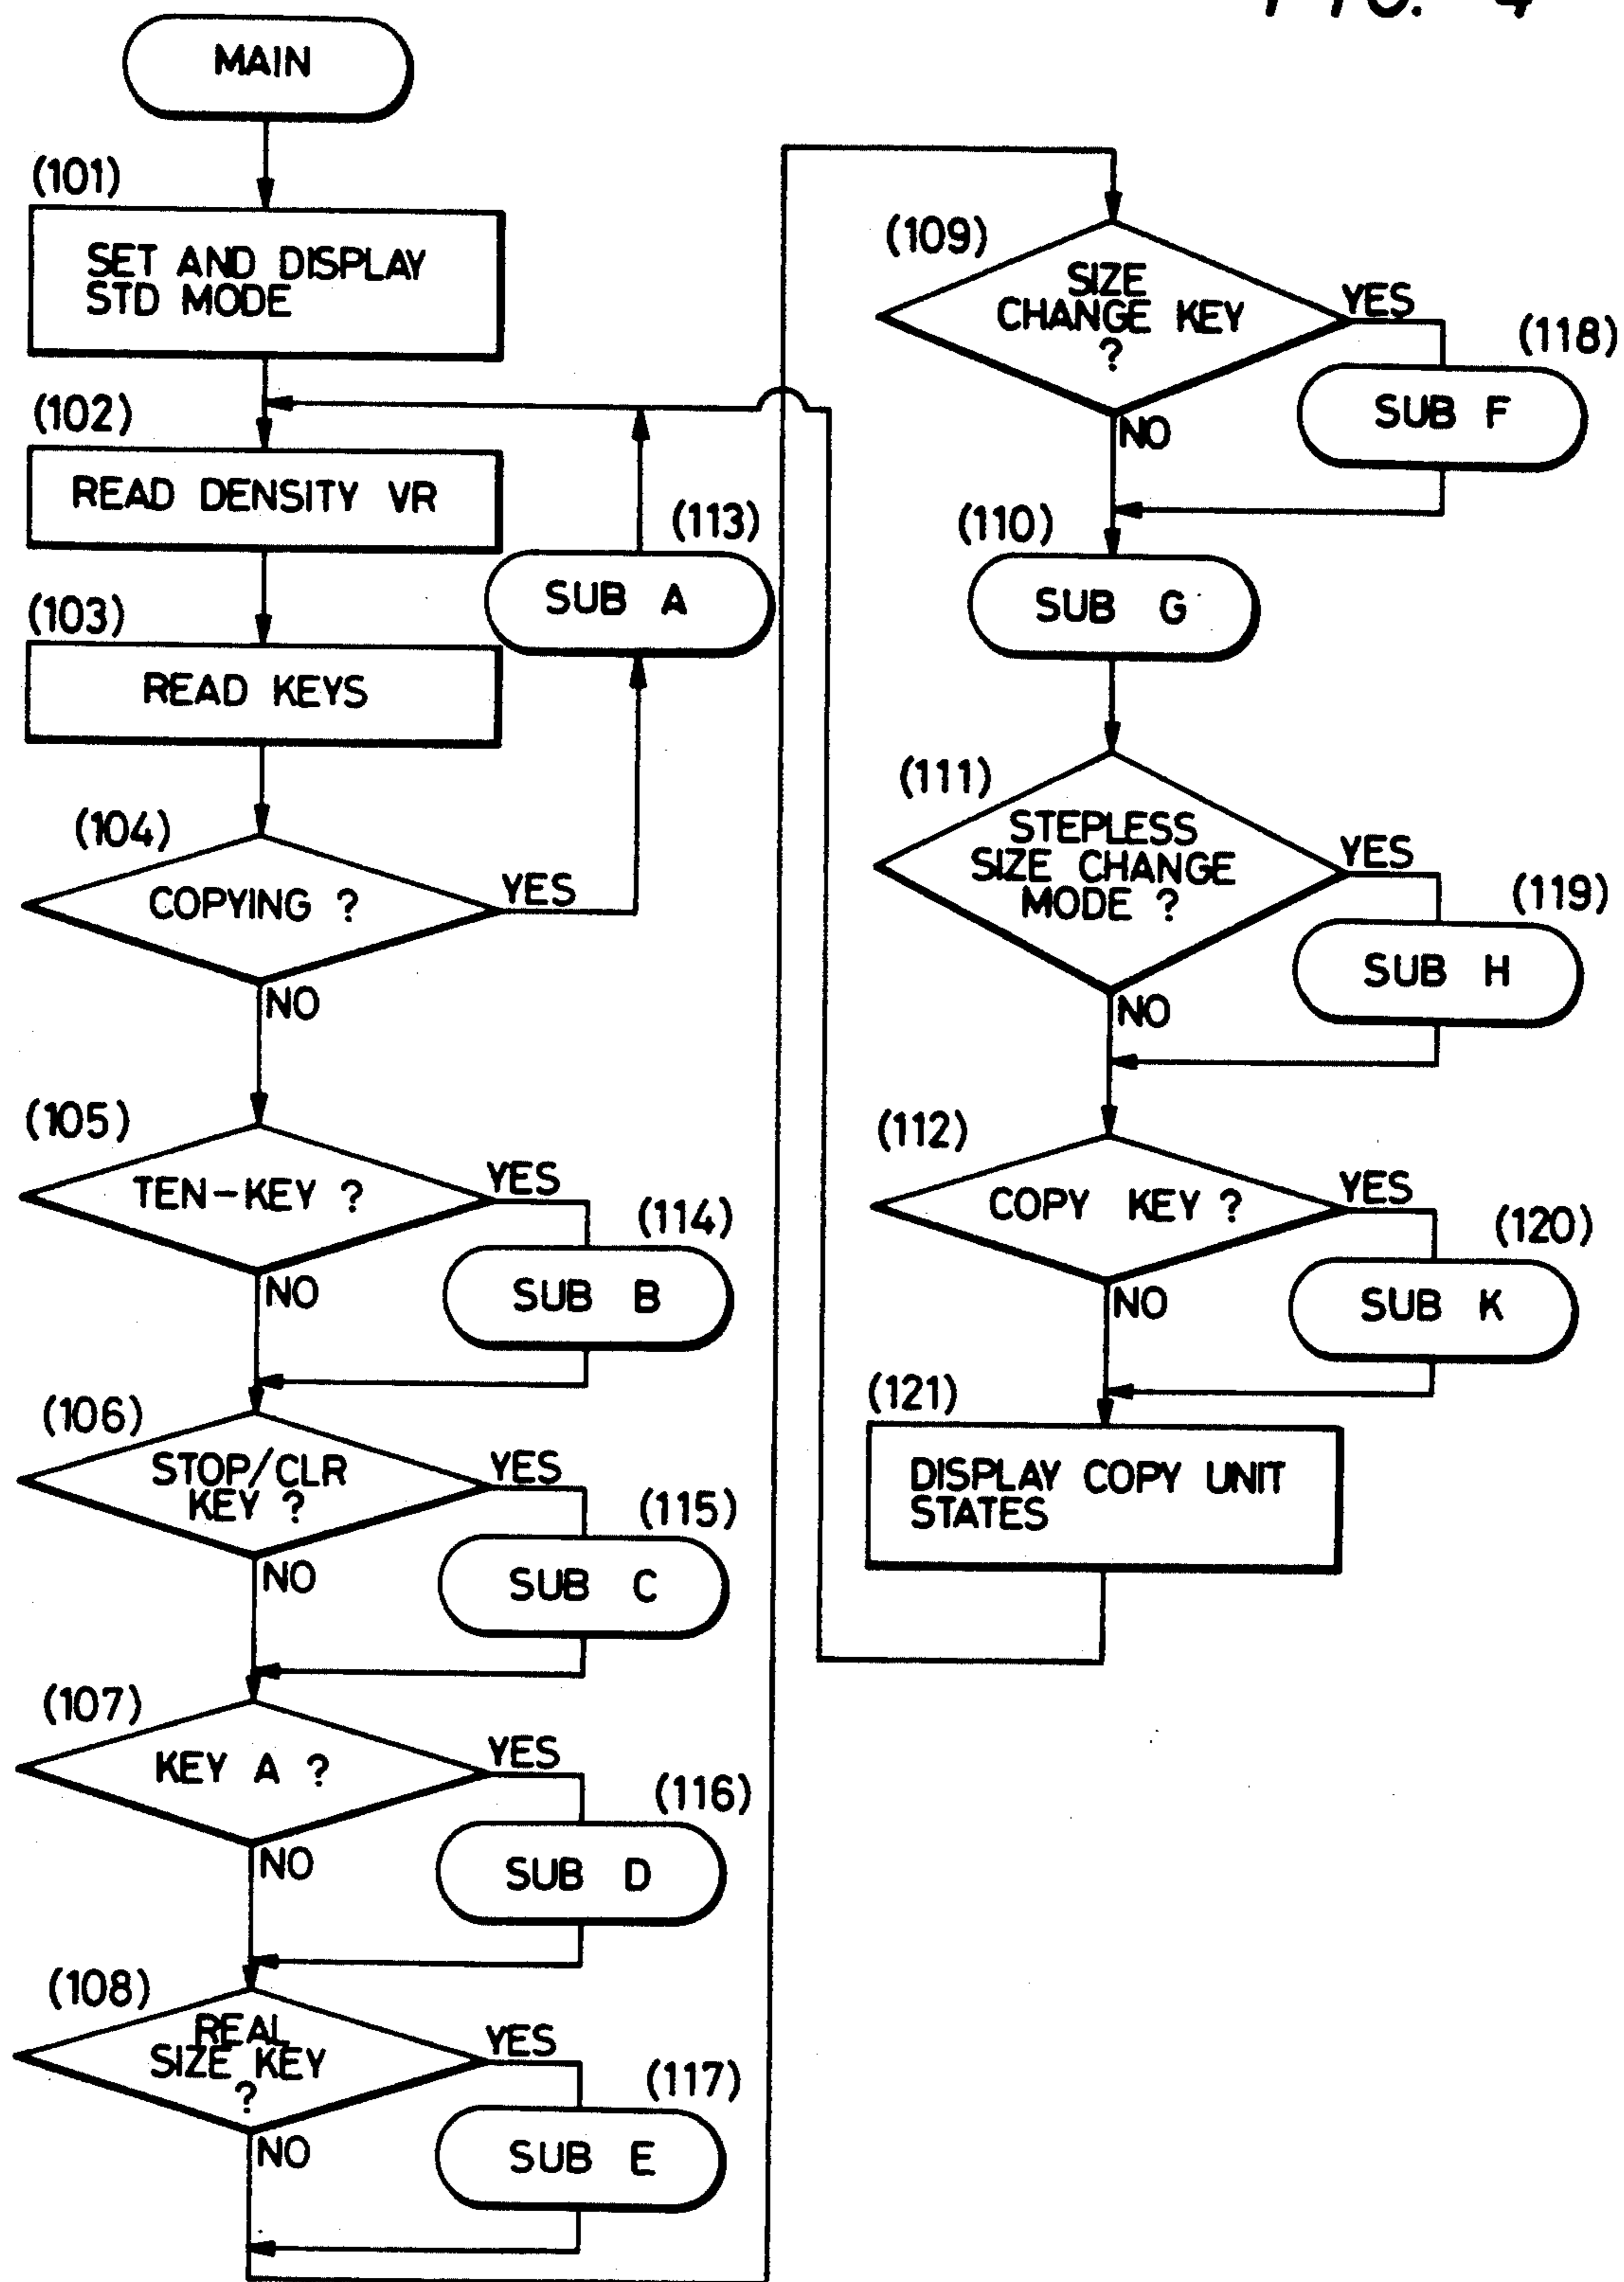 FIG. 4
MAIN
(101)
SET AND DISPLAY
STD MODE
(102)
READ DENSITY VR
(113)
SUB A
(103)
READ KEYS
(104)
COPYING ?
YES
NO
(105)
TEN-KEY ?
YES
(114)
SUB B
NO
(106)
STOP/CLR
KEY ?
YES
(115)
SUB C
NO
(107)
KEY A ?
YES
(116)
SUB D
NO
(108)
REAL
SIZE KEY
?
YES
(117)
SUB E
NO
(109)
SIZE
CHANGE KEY
?
YES
(118)
SUB F
NO
(110)
SUB G
(111)
STEPLESS
SIZE CHANGE
MODE ?
YES
(119)
SUB H
NO
(112)
COPY KEY ?
YES
(120)
SUB K
NO
(121)
DISPLAY COPY UNIT
STATES